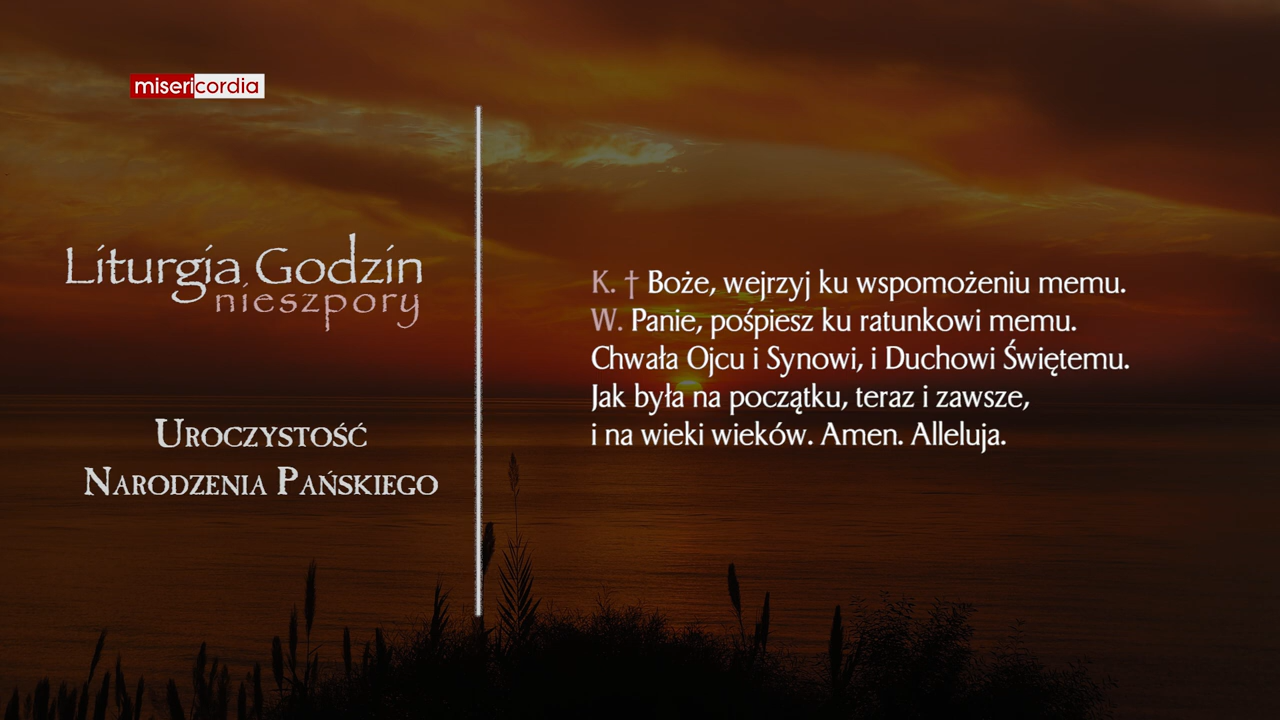 misericordia
Liturgia Godzin
nieszpory
Uroczystość
Narodzenia Pańskiego
K. † Boże, wejrzyj ku wspomożeniu memu.
W. Panie, pośpiesz ku ratunkowi memu.
Chwała Ojcu i Synowi, i Duchowi Świętemu.
Jak była na początku, teraz i zawsze,
i na wieki wieków. Amen. Alleluja.